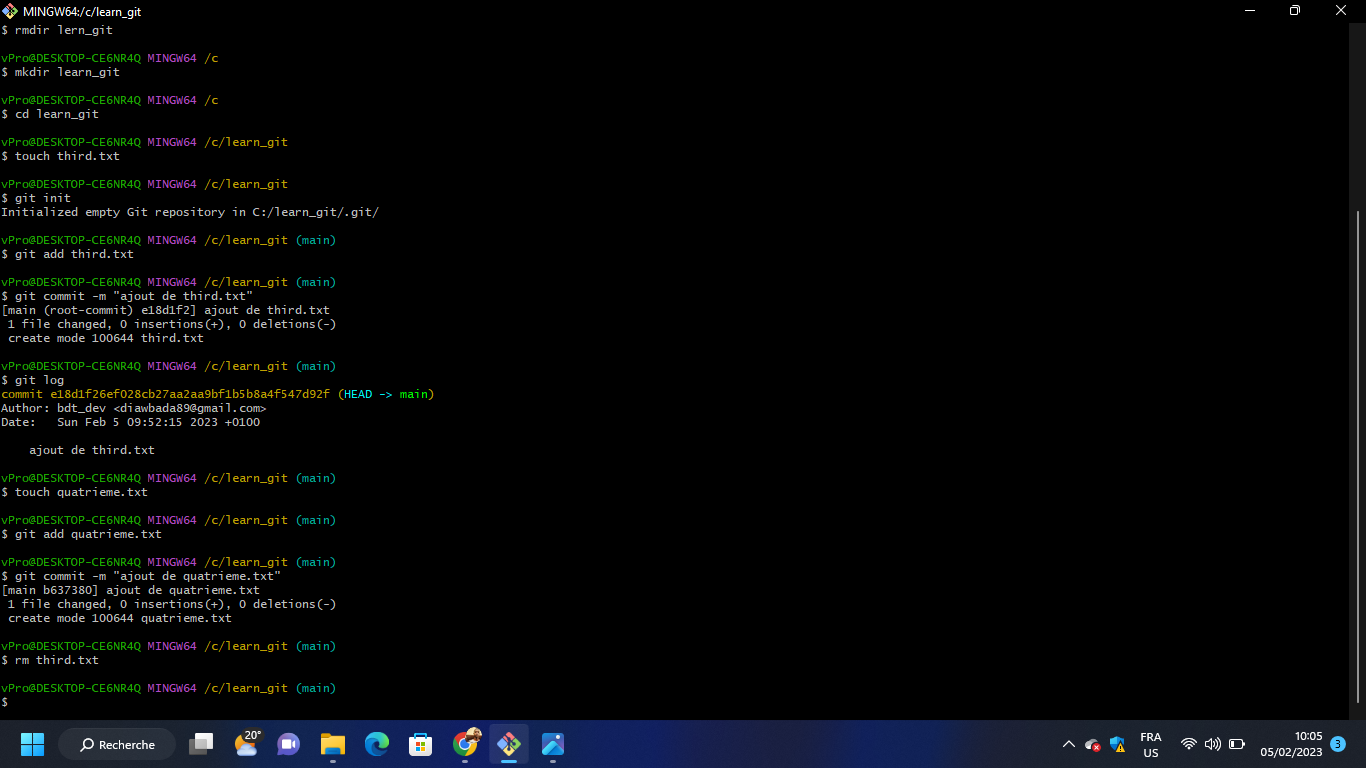 MINGW64:/c/learn_git
$ rmdir lern_git
vPro@DESKTOP-CE6NR4Q MINGW64 /c
$ mkdir learn_git
vPro@DESKTOP-CE6NR4Q MINGW64 /c
$ cd learn_git
vPro@DESKTOP-CE6NR4Q MINGW64 /c/learn_git
$ touch third.txt
vPro@DESKTOP-CE6NR4Q MINGW64 /c/learn_git
$ git init
Initialized empty Git repository in C:/learn_git/.git/
vPro@DESKTOP-CE6NR4Q MINGW64 /c/learn_git (main)
$ git add third.txt
vPro@DESKTOP-CE6NR4Q MINGW64 /c/learn_git (main)
$ git commit -m "ajout de third.txt"
[main (root-commit) e18d1f2] ajout de third.txt
 1 file changed, 0 insertions(+), 0 deletions(-)
 create mode 100644 third.txt
vPro@DESKTOP-CE6NR4Q MINGW64 /c/learn_git (main)
$ git log
commit e18d1f26ef028cb27aa2aa9bf1b5b8a4f547d92f (HEAD -> main)
Author: bdt_dev <diawbada89@gmail.com>
Date:   Sun Feb 5 09:52:15 2023 +0100
    ajout de third.txt
vPro@DESKTOP-CE6NR4Q MINGW64 /c/learn_git (main)
$ touch quatrieme.txt
vPro@DESKTOP-CE6NR4Q MINGW64 /c/learn_git (main)
$ git add quatrieme.txt
vPro@DESKTOP-CE6NR4Q MINGW64 /c/learn_git (main)
$ git commit -m "ajout de quatrieme.txt"
[main b637380] ajout de quatrieme.txt
 1 file changed, 0 insertions(+), 0 deletions(-)
 create mode 100644 quatrieme.txt
vPro@DESKTOP-CE6NR4Q MINGW64 /c/learn_git (main)
$ rm third.txt
vPro@DESKTOP-CE6NR4Q MINGW64 /c/learn_git (main)
$
Recherche
20°
FRA
US
10:05
05/02/2023
3